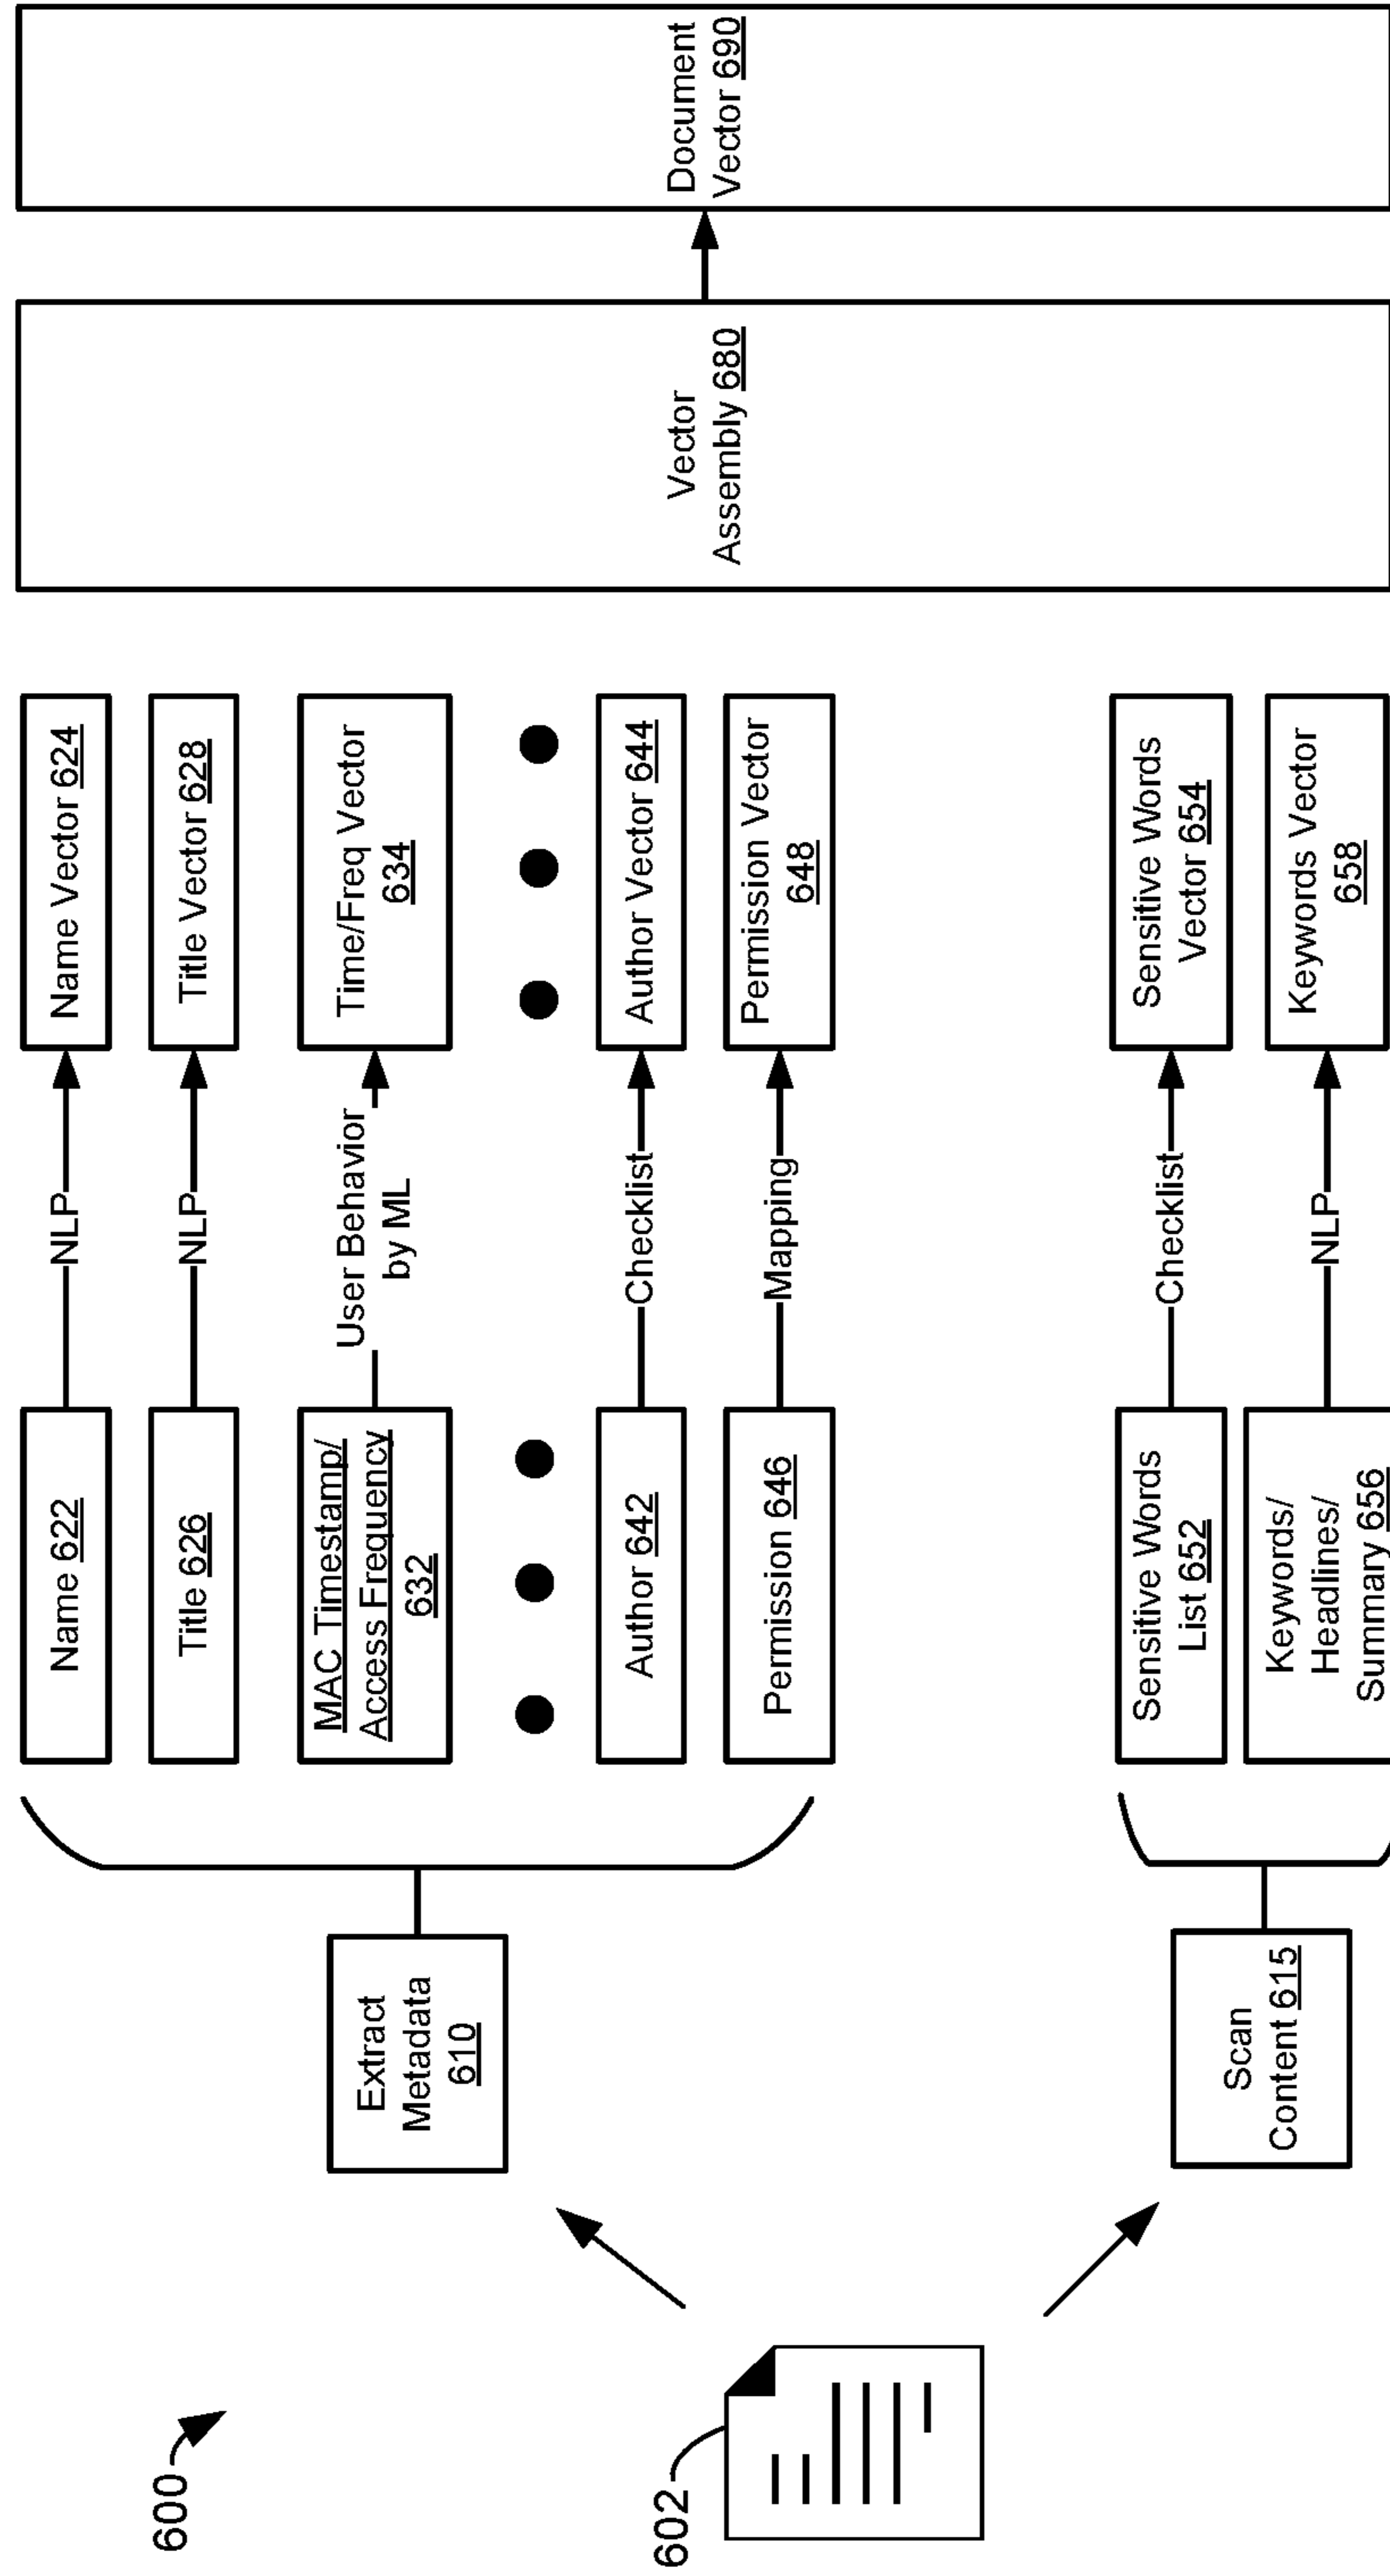 600
602
Extract
Metadata
610
Scan
Content 615
Name 622
Title 626
MAC Timestamp/
Access Frequency
632
Author 642
Permission 646
Sensitive Words
List 652
Keywords/
Headlines/
Summary 656
NLP
NLP
User Behavior
by ML
Checklist
Mapping
Checklist
NLP
Name Vector 624
Title Vector 628
Time/Freq Vector
634
Author Vector 644
Permission Vector
648
Sensitive Words
Vector 654
Keywords Vector
658
Vector
Assembly 680
Document
Vector 690